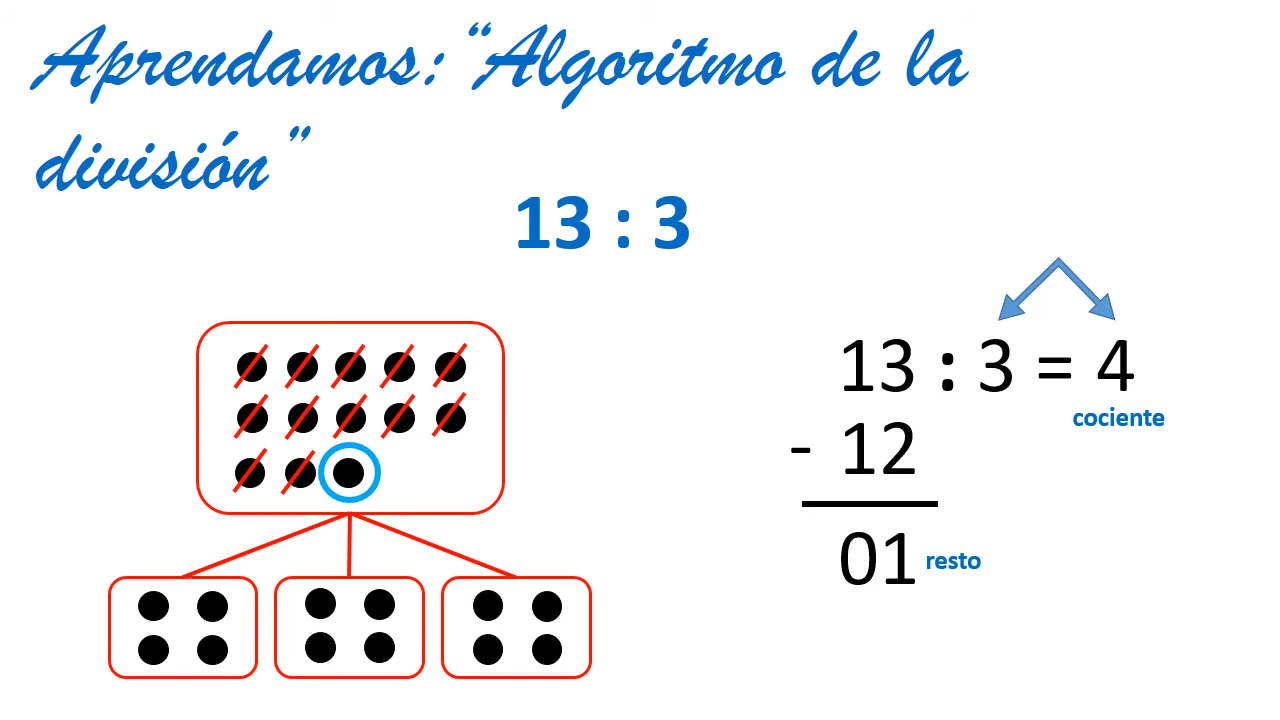 Aprendamos: “Algoritmo de la
división”
13 : 3
13 : 3 = 4
cociente
- 12
01 resto